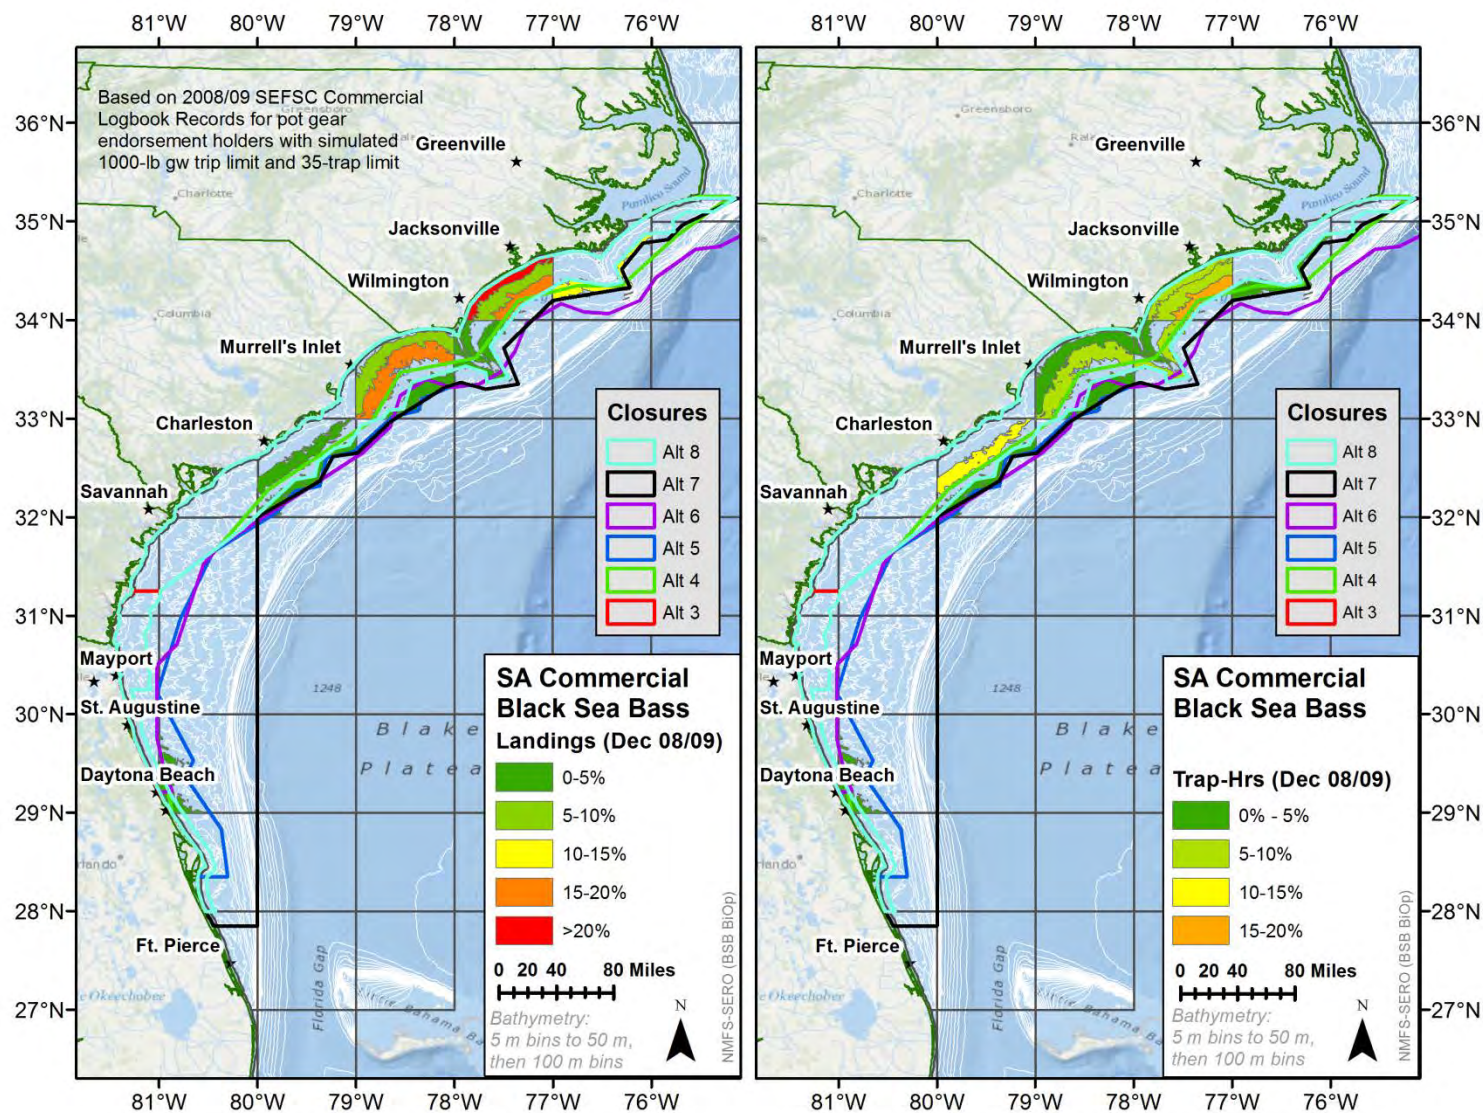 81°W 80°W 79°W 78°W 77°W 76°W
36°N
35°N
34°N
33°N
32°N
31°N
30°N
29°N
28°N
27°N
Based on 2008/09 SEFSC Commercial
Logbook Records for pot gear
endorsement holders with simulated
1000-lb gw trip limit and 35-trap limit
Greensboro
Greenville
Charlotte
Jacksonville
Wilmington
Columbia
Murrell's Inlet
Charleston
Savannah
Mayport
St. Augustine
Daytona Beach
Ft. Pierce
Okeechobee
1248
Blake
Florida Gap
Little Bahama
Closures
Alt 8
Alt 7
Alt 6
Alt 5
Alt 4
Alt 3
SA Commercial
Black Sea Bass
Landings (Dec 08/09)
0-5%
5-10%
10-15%
15-20%
>20%
0 20 40 80 Miles
Bathymetry:
5 m bins to 50 m,
then 100 m bins
N
NMFS-SERO (BSB BiOp)
81°W 80°W 79°W 78°W 77°W 76°W
81°W 80°W 79°W 78°W 77°W 76°W
Greensboro
Greenville
Pamlico Sound
Charlotte
Jacksonville
Wilmington
Columbia
Murrell's Inlet
Charleston
Savannah
Mayport
St. Augustine
Daytona Beach
Ft. Pierce
Okeechobee
1248
Blake
Florida Gap
Little Bahama
Closures
Alt 8
Alt 7
Alt 6
Alt 5
Alt 4
Alt 3
SA Commercial
Black Sea Bass
Trap-Hrs (Dec 08/09)
0% - 5%
5-10%
10-15%
15-20%
0 20 40 80 Miles
Bathymetry:
5 m bins to 50 m,
then 100 m bins
N
NMFS-SERO (BSB BiOp)
36°N
35°N
34°N
33°N
32°N
31°N
30°N
29°N
28°N
27°N
81°W 80°W 79°W 78°W 77°W 76°W